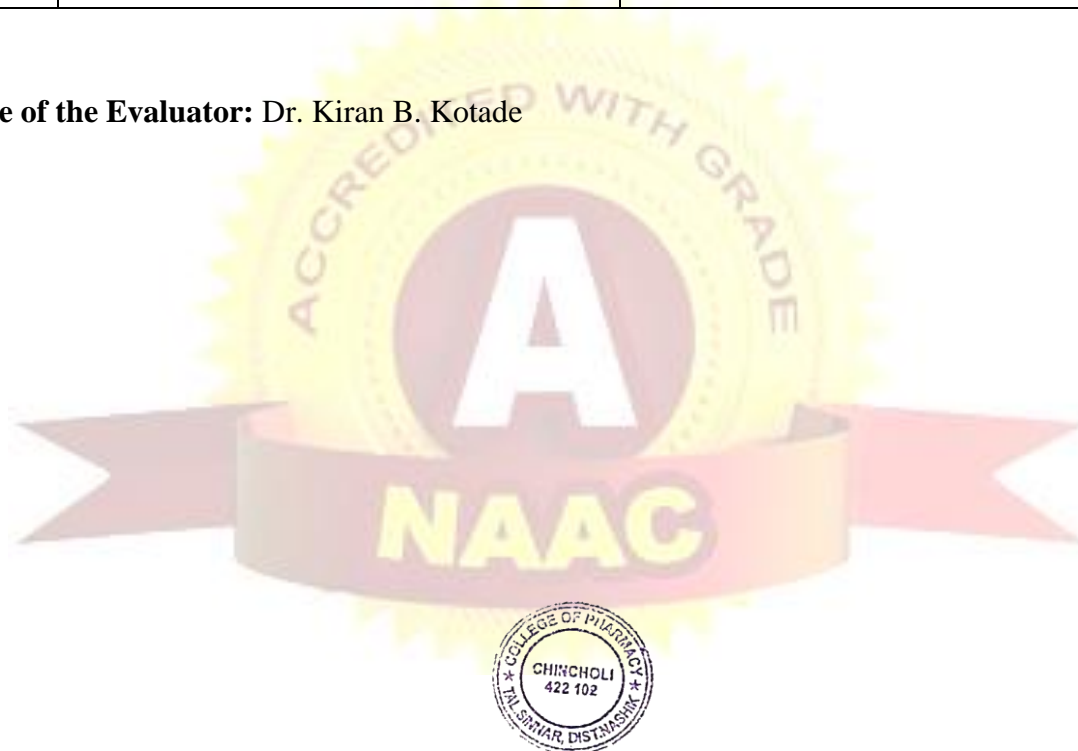 e of the Evaluator: Dr. Kiran B. Kotade
ACCREDITED WITH GRADE
A
NAAC
★ COLLEGE OF PHARMACY ★
CHINCHOLI
422 102
TAL.SINNAR, DIST.NASHIK